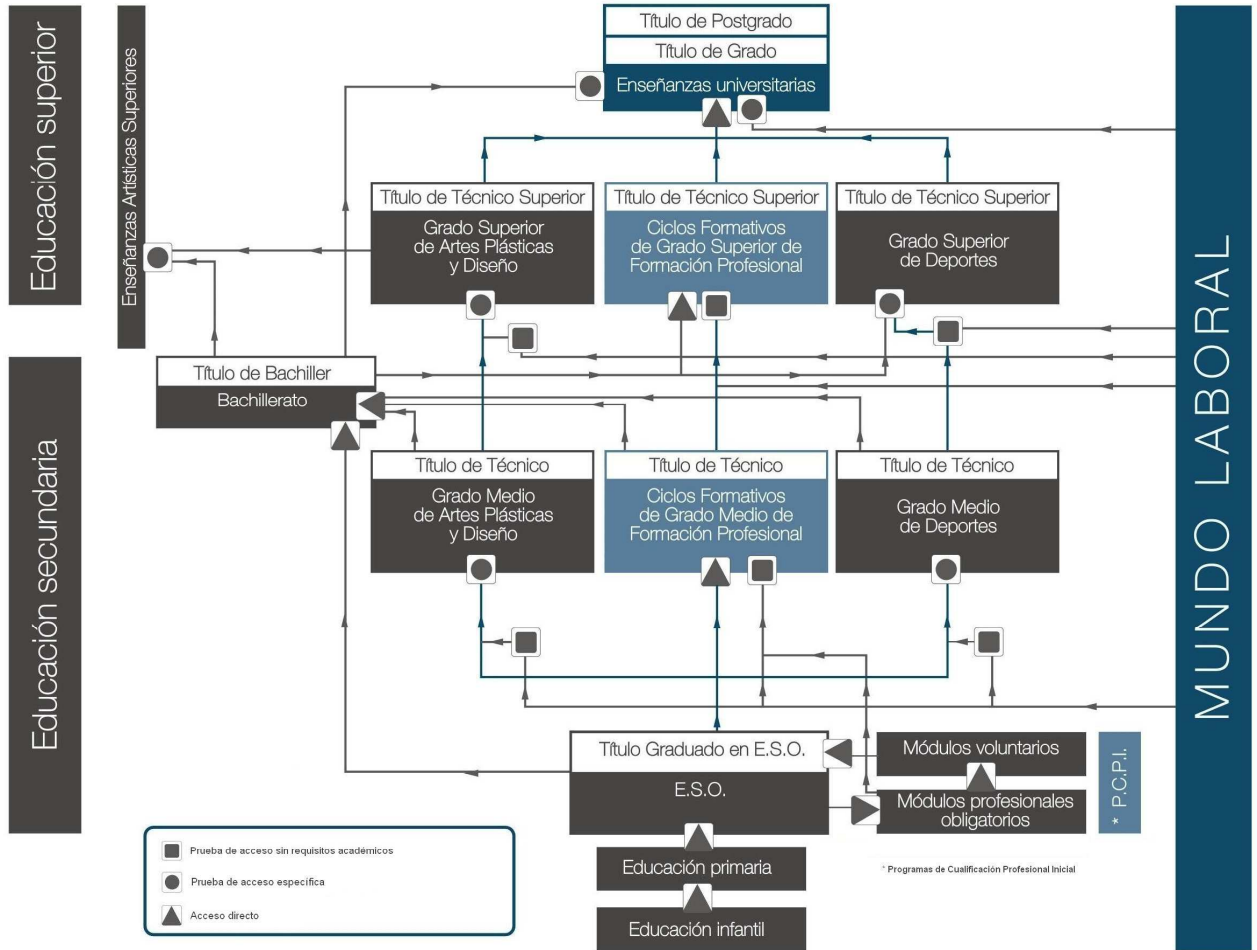 Título de Postgrado
Título de Grado
Enseñanzas universitarias
Educación superior
Enseñanzas Artísticas Superiores
Título de Técnico Superior
Grado Superior
de Artes Plásticas
y Diseño
Título de Técnico Superior
Ciclos Formativos
de Grado Superior de
Formación Profesional
Título de Técnico Superior
Grado Superior
de Deportes
MUNDO LABORAL
Título de Bachiller
Bachillerato
Educación secundaria
Título de Técnico
Grado Medio
de Artes Plásticas
y Diseño
Título de Técnico
Ciclos Formativos
de Grado Medio de
Formación Profesional
Título de Técnico
Grado Medio
de Deportes
Título Graduado en E.S.O.
E.S.O.
Módulos voluntarios
Módulos profesionales
obligatorios
* P.C.P.I.
Educación primaria
Educación infantil
* Programas de Cualificación Profesional Inicial
Prueba de acceso sin requisitos académicos
Prueba de acceso específica
Acceso directo